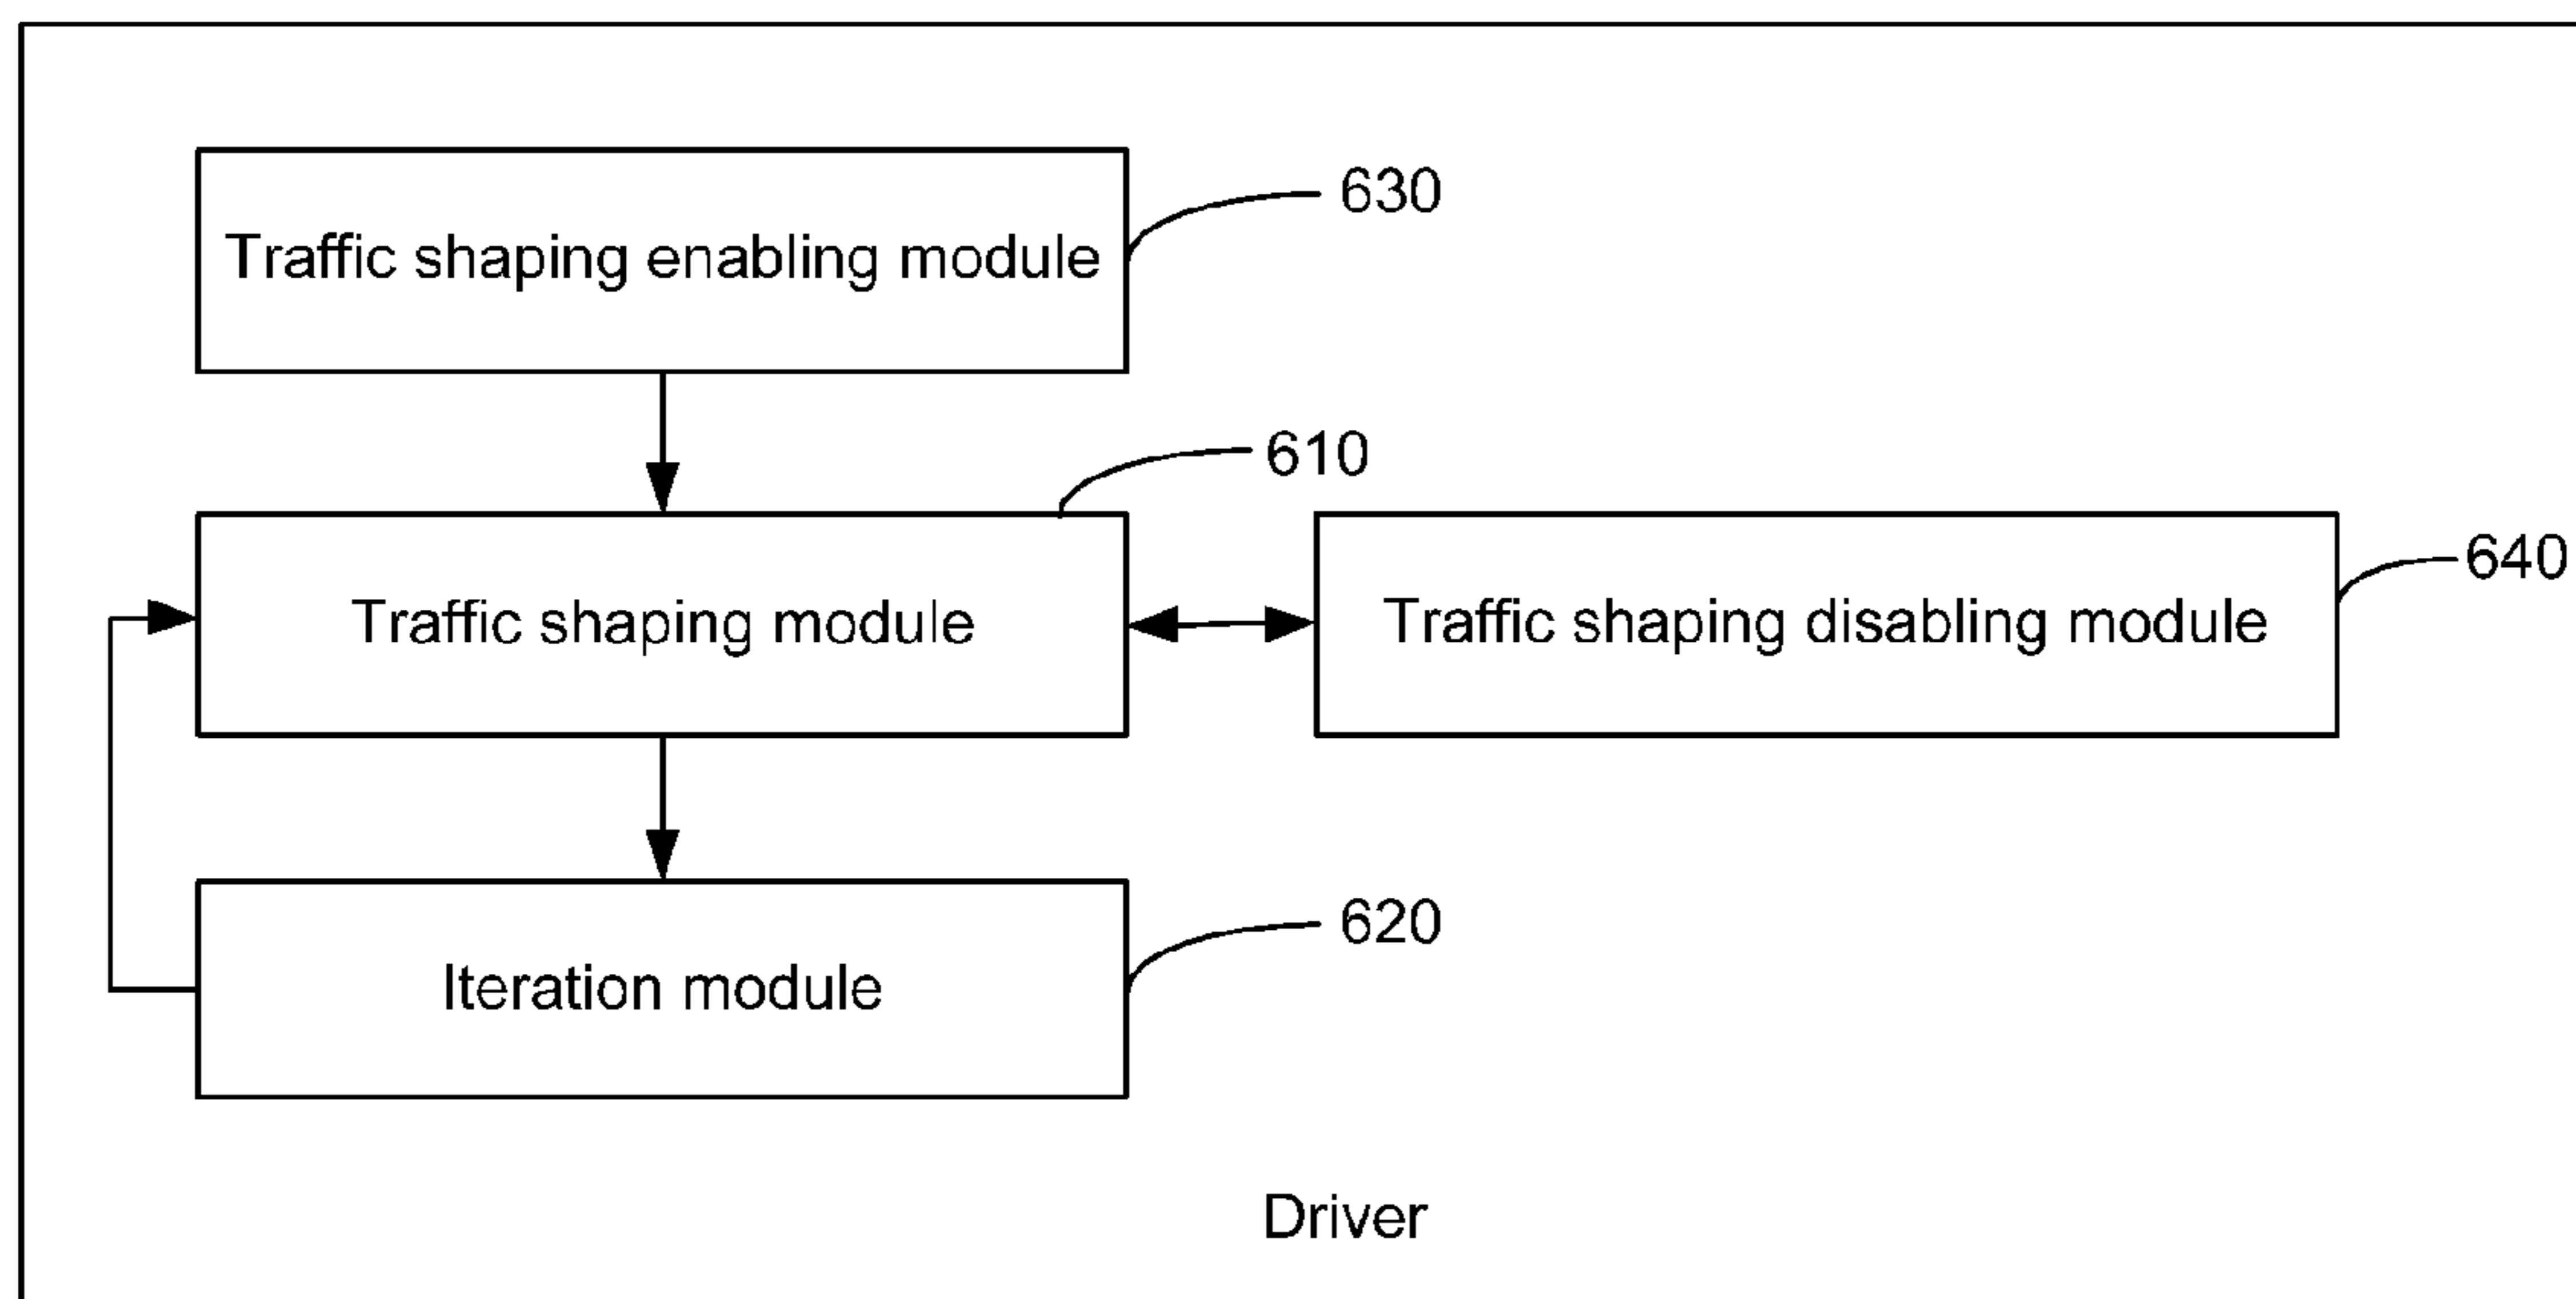 630
Traffic shaping enabling module
610
Traffic shaping module
640
Traffic shaping disabling module
620
Iteration module
Driver